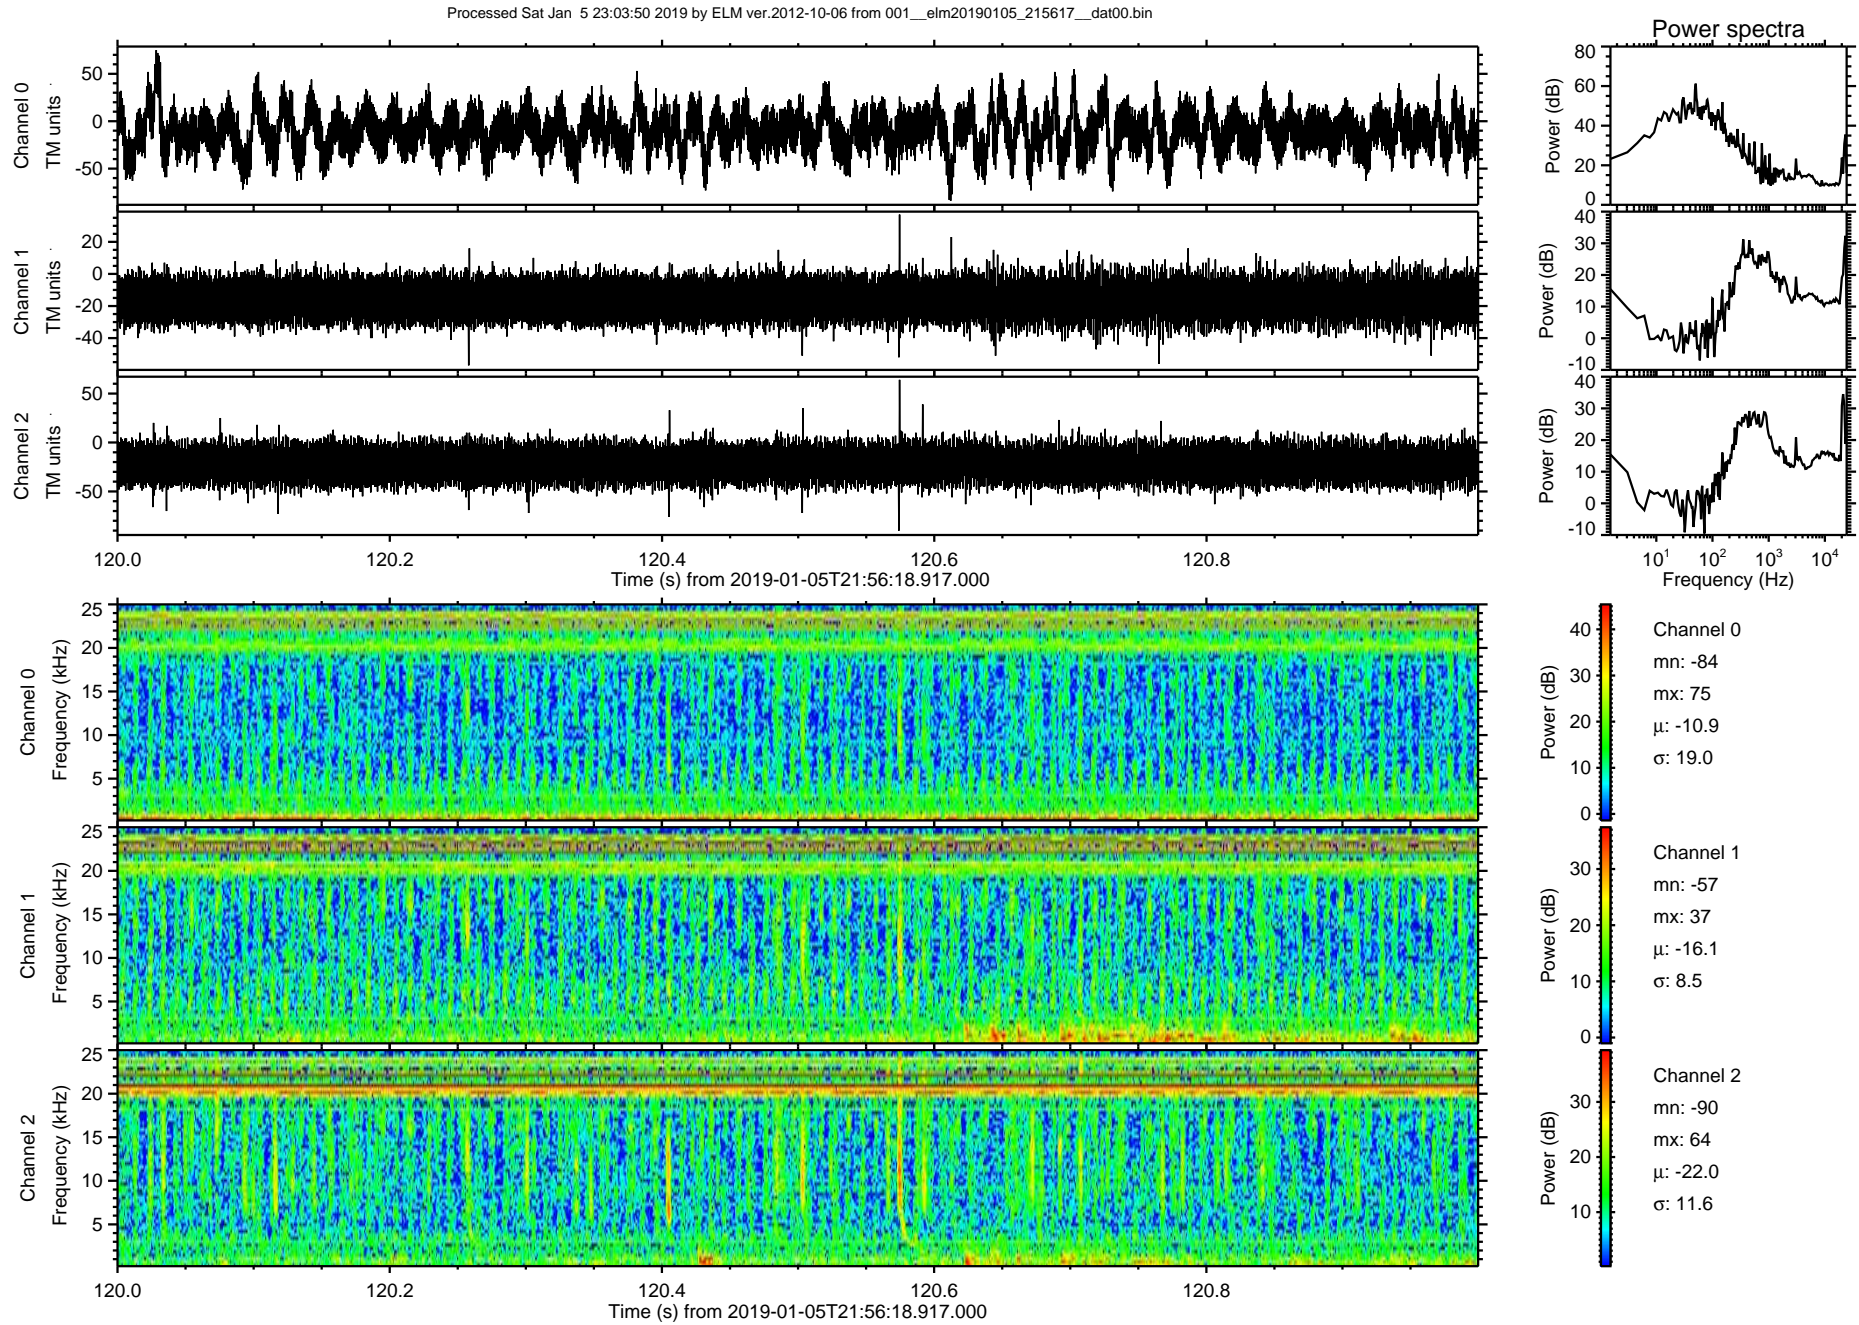 Processed Sat Jan 5 23:03:50 2019 by ELM ver.2012-10-06 from 001__elm20190105_215617__dat00.bin
Power spectra
Channel 0
TM units
50
0
-50
Power (dB)
80
60
40
20
0
Channel 1
TM units
20
0
-20
-40
Power (dB)
40
30
20
10
0
-10
Channel 2
TM units
50
0
-50
Power (dB)
40
30
20
10
0
-10
120.0 120.2 120.4 120.6 120.8
Time (s) from 2019-01-05T21:56:18.917.000
10^1 10^2 10^3 10^4
Frequency (Hz)
Channel 0
Frequency (kHz)
25
20
15
10
5
Power (dB)
40
30
20
10
0
Channel 0
mn: -84
mx: 75
μ: -10.9
σ: 19.0
Channel 1
Frequency (kHz)
25
20
15
10
5
Power (dB)
30
20
10
0
Channel 1
mn: -57
mx: 37
μ: -16.1
σ: 8.5
Channel 2
Frequency (kHz)
25
20
15
10
5
Power (dB)
30
20
10
Channel 2
mn: -90
mx: 64
μ: -22.0
σ: 11.6
120.0 120.2 120.4 120.6 120.8
Time (s) from 2019-01-05T21:56:18.917.000